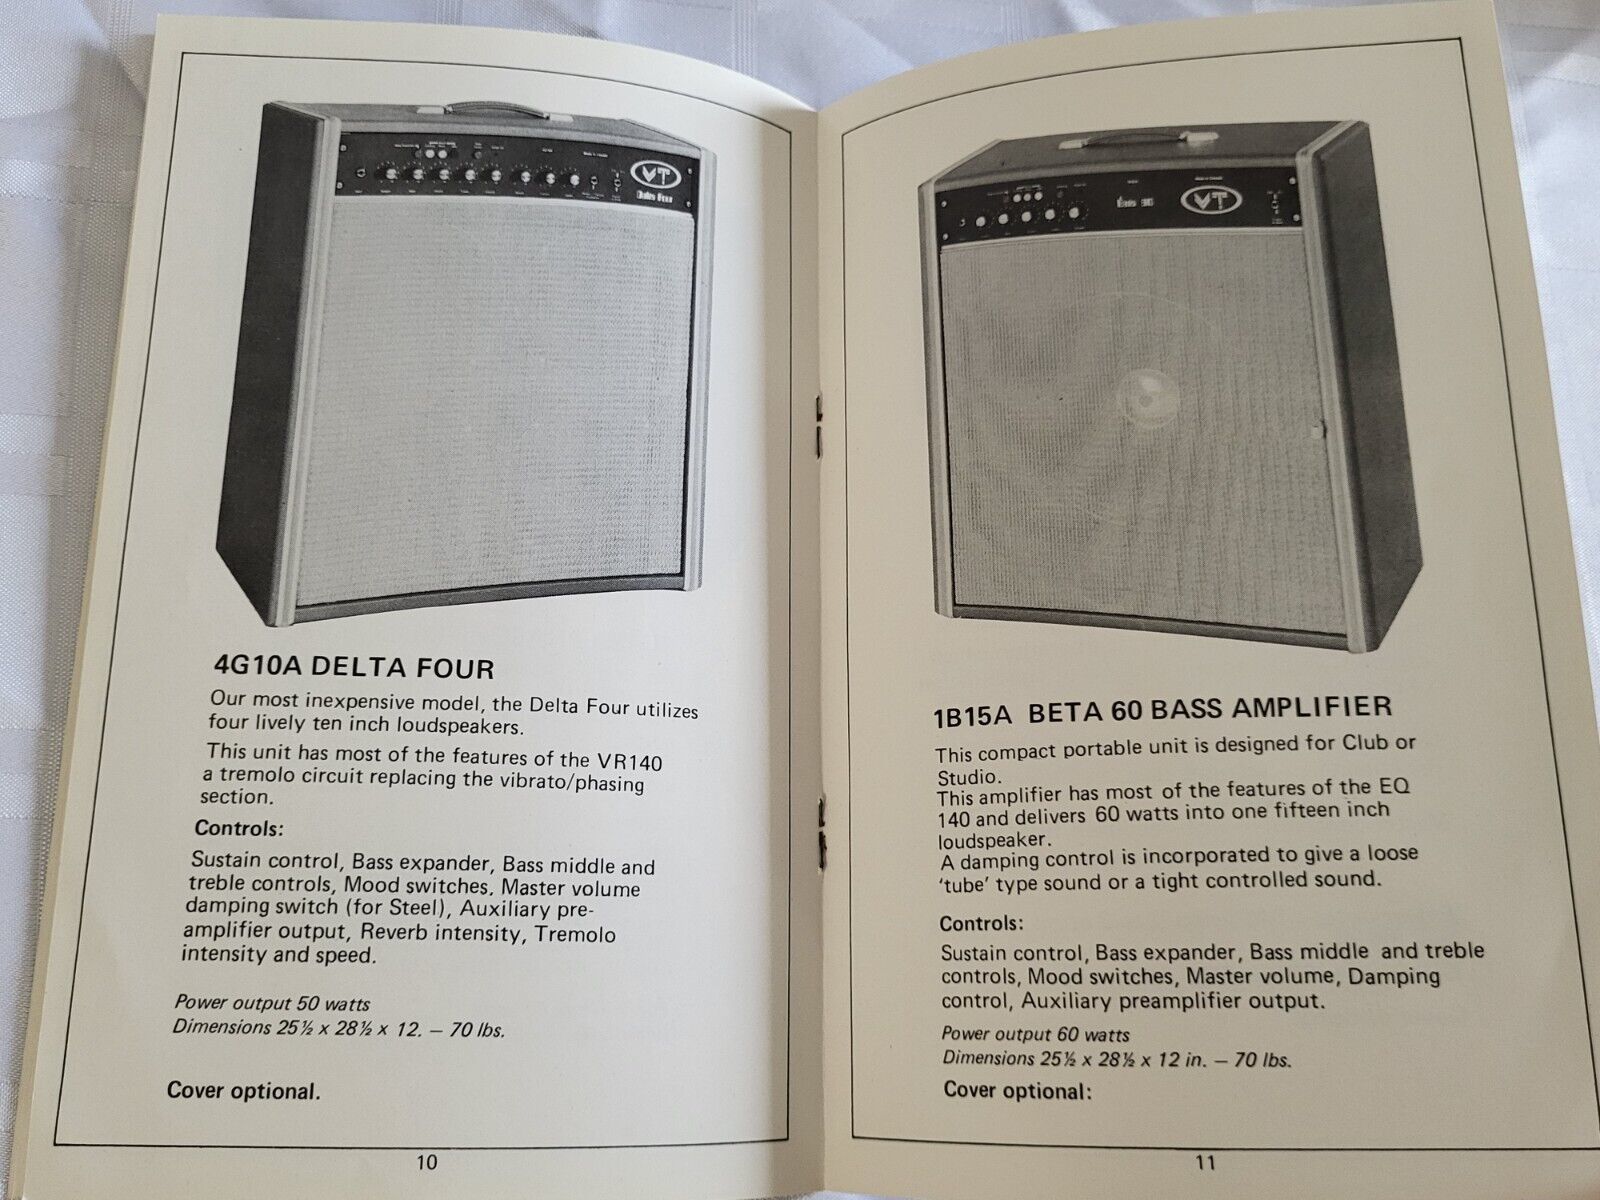 VT
Delta Four
4G10A DELTA FOUR
Our most inexpensive model, the Delta Four utilizes
four lively ten inch loudspeakers.
This unit has most of the features of the VR140
a tremolo circuit replacing the vibrato/phasing
section.
Controls:
Sustain control, Bass expander, Bass middle and
treble controls, Mood switches. Master volume
damping switch (for Steel), Auxiliary pre-
amplifier output, Reverb intensity, Tremolo
intensity and speed.
Power output 50 watts
Dimensions 25½ x 28½ x 12. – 70 lbs.
Cover optional.
10
VT
1B15A BETA 60 BASS AMPLIFIER
This compact portable unit is designed for Club or
Studio.
This amplifier has most of the features of the EQ
140 and delivers 60 watts into one fifteen inch
loudspeaker.
A damping control is incorporated to give a loose
'tube' type sound or a tight controlled sound.
Controls:
Sustain control, Bass expander, Bass middle and treble
controls, Mood switches, Master volume, Damping
control, Auxiliary preamplifier output.
Power output 60 watts
Dimensions 25½ x 28½ x 12 in. – 70 lbs.
Cover optional:
11